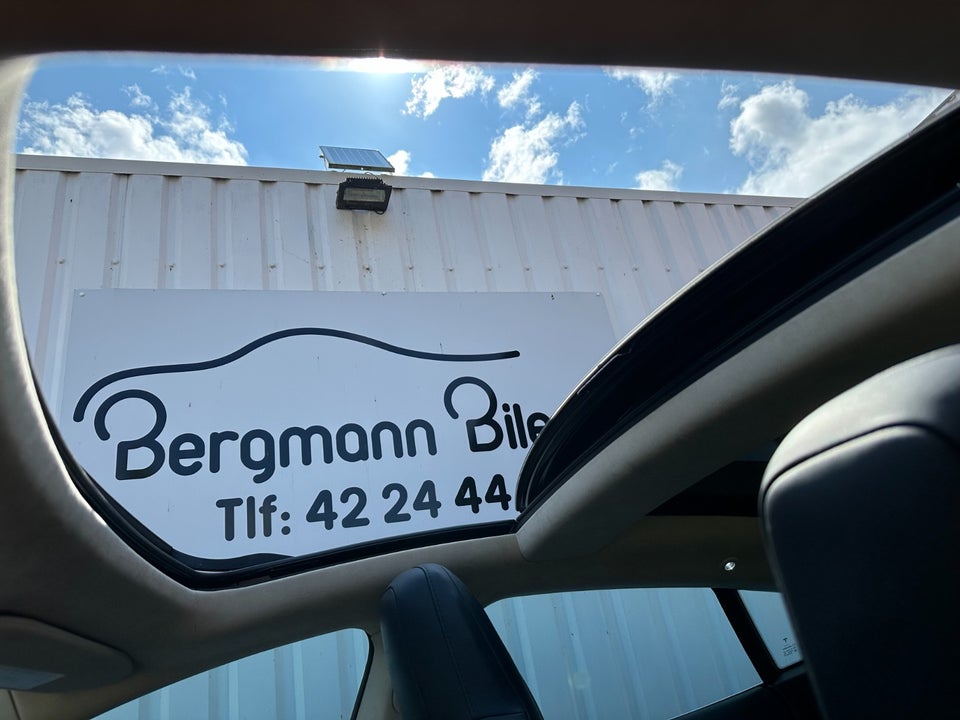 Bergmann Bile
Tlf: 42 24 44